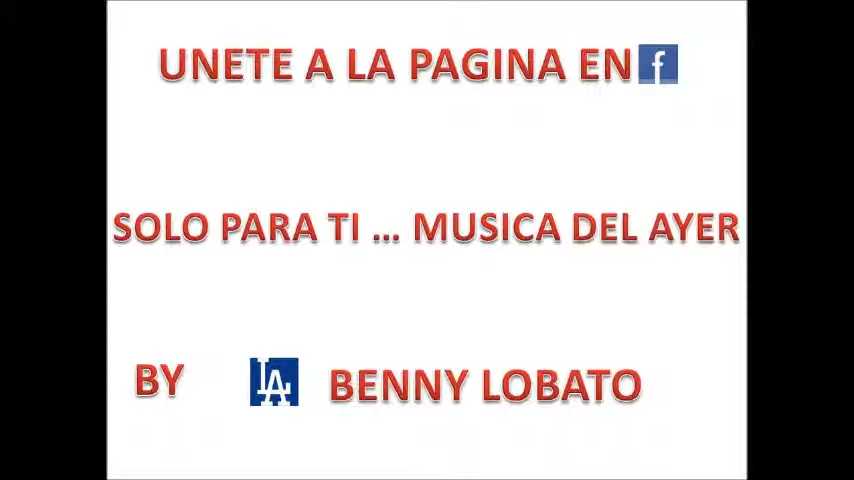 UNETE A LA PAGINA EN f
SOLO PARA TI ... MUSICA DEL AYER
BY LA BENNY LOBATO